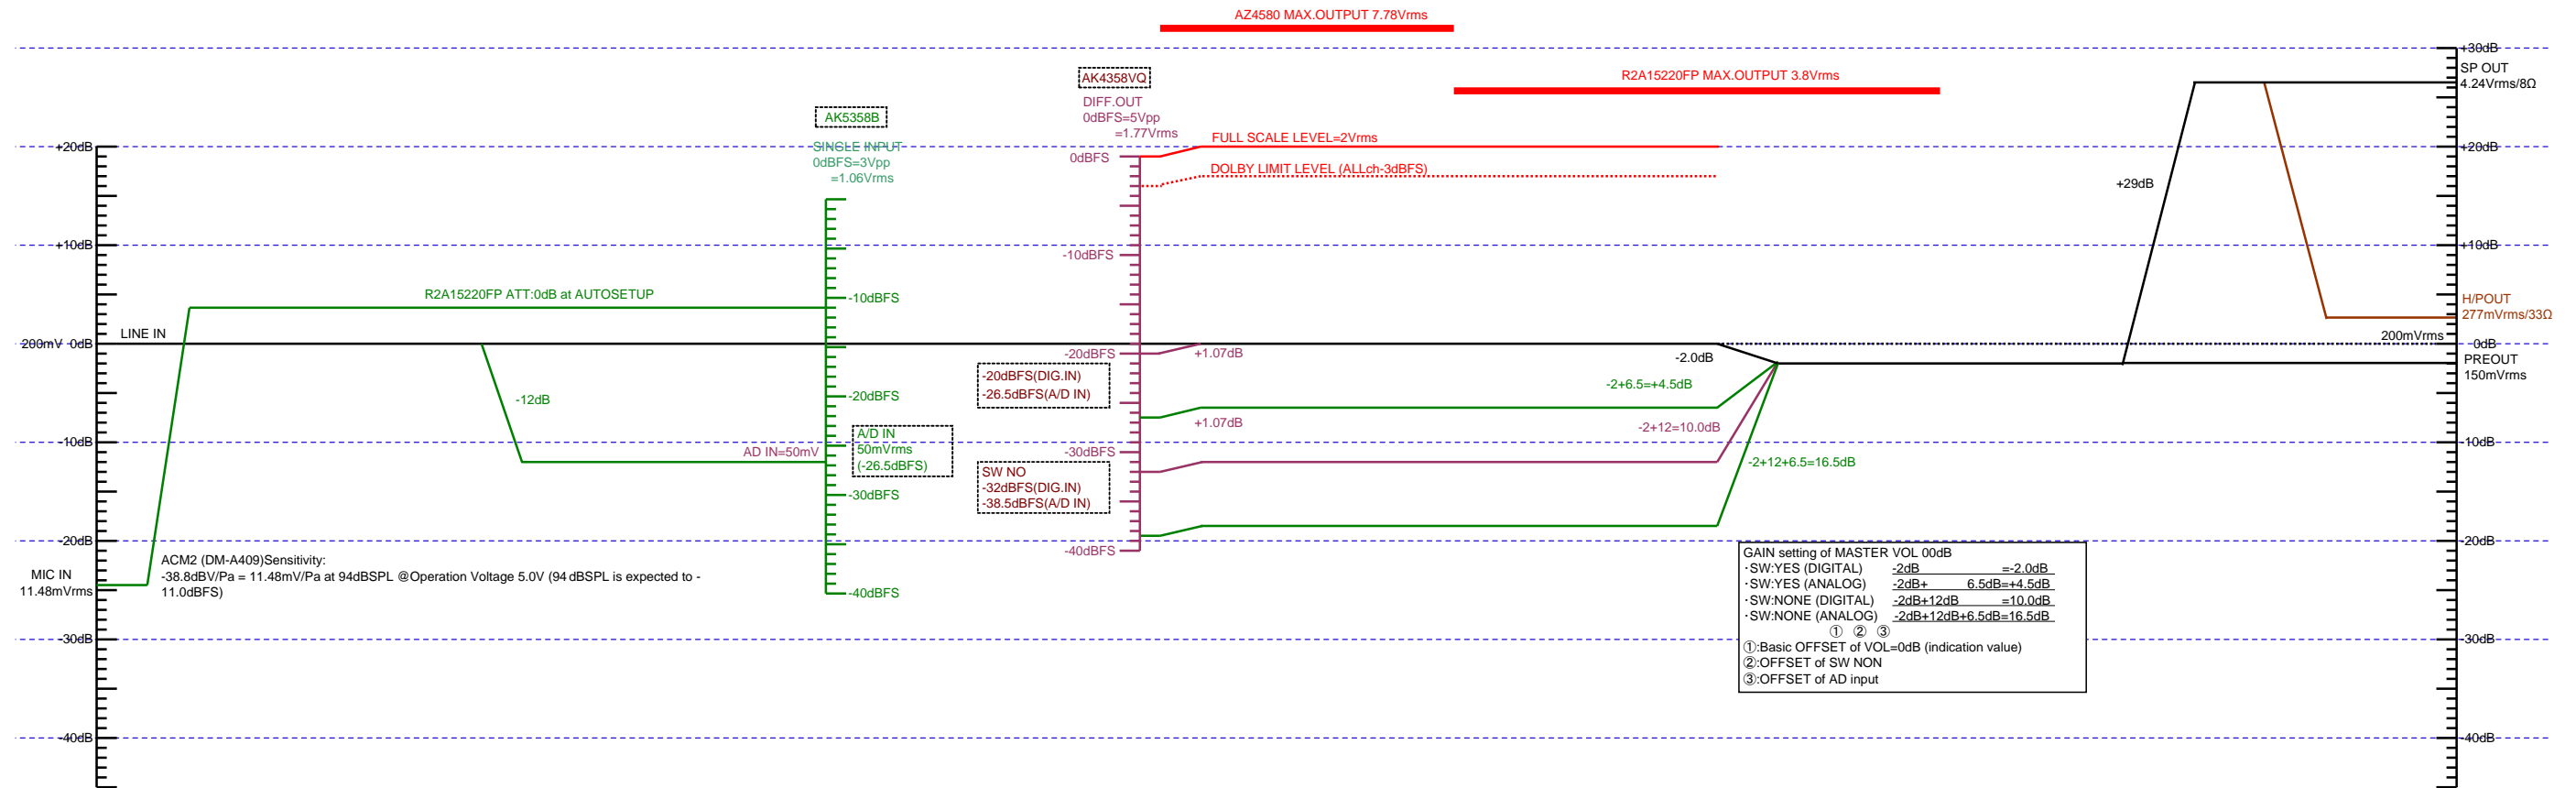 AZ4580 MAX.OUTPUT 7.78Vrms
R2A15220FP MAX.OUTPUT 3.8Vrms
AK4358VQ
DIFF.OUT
0dBFS=5Vpp
=1.77Vrms
AK5358B
SINGLE INPUT
0dBFS=3Vpp
=1.06Vrms
FULL SCALE LEVEL=2Vrms
DOLBY LIMIT LEVEL (ALLch-3dBFS)
+20dB
+10dB
200mV 0dB
-10dB
-20dB
-30dB
-40dB
LINE IN
MIC IN
11.48mVrms
R2A15220FP ATT:0dB at AUTOSETUP
-12dB
AD IN=50mV
ACM2 (DM-A409)Sensitivity:
-38.8dBV/Pa = 11.48mV/Pa at 94dBSPL @Operation Voltage 5.0V (94 dBSPL is expected to -
11.0dBFS)
-10dBFS
-20dBFS
-30dBFS
-40dBFS
A/D IN
50mVrms
(-26.5dBFS)
0dBFS
-10dBFS
-20dBFS
-30dBFS
-40dBFS
-20dBFS(DIG.IN)
-26.5dBFS(A/D IN)
SW NO
-32dBFS(DIG.IN)
-38.5dBFS(A/D IN)
+1.07dB
+1.07dB
-2.0dB
-2+6.5=+4.5dB
-2+12=10.0dB
-2+12+6.5=16.5dB
+29dB
GAIN setting of MASTER VOL 00dB
・SW:YES (DIGITAL) -2dB =-2.0dB
・SW:YES (ANALOG) -2dB+ 6.5dB=+4.5dB
・SW:NONE (DIGITAL) -2dB+12dB =10.0dB
・SW:NONE (ANALOG) -2dB+12dB+6.5dB=16.5dB
① ② ③
①:Basic OFFSET of VOL=0dB (indication value)
②:OFFSET of SW NON
③:OFFSET of AD input
+30dB
SP OUT
4.24Vrms/8Ω
+20dB
+10dB
H/POUT
277mVrms/33Ω
200mVrms
0dB
PREOUT
150mVrms
-10dB
-20dB
-30dB
-40dB